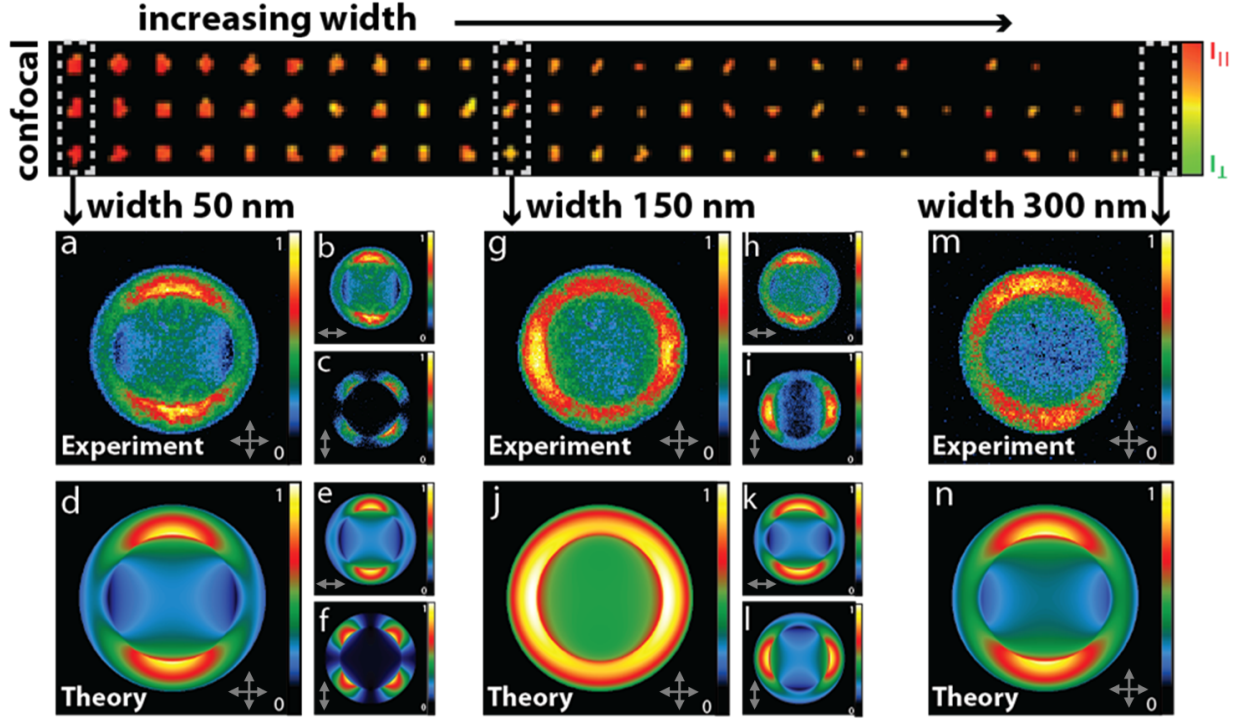 increasing width
confocal
I||
I⊥
width 50 nm
width 150 nm
width 300 nm
a
1
Experiment
0
b
1
0
c
1
0
g
1
Experiment
0
h
1
0
i
1
0
m
1
Experiment
0
d
1
Theory
0
e
1
0
f
1
0
j
1
Theory
0
k
1
0
l
1
0
n
1
Theory
0